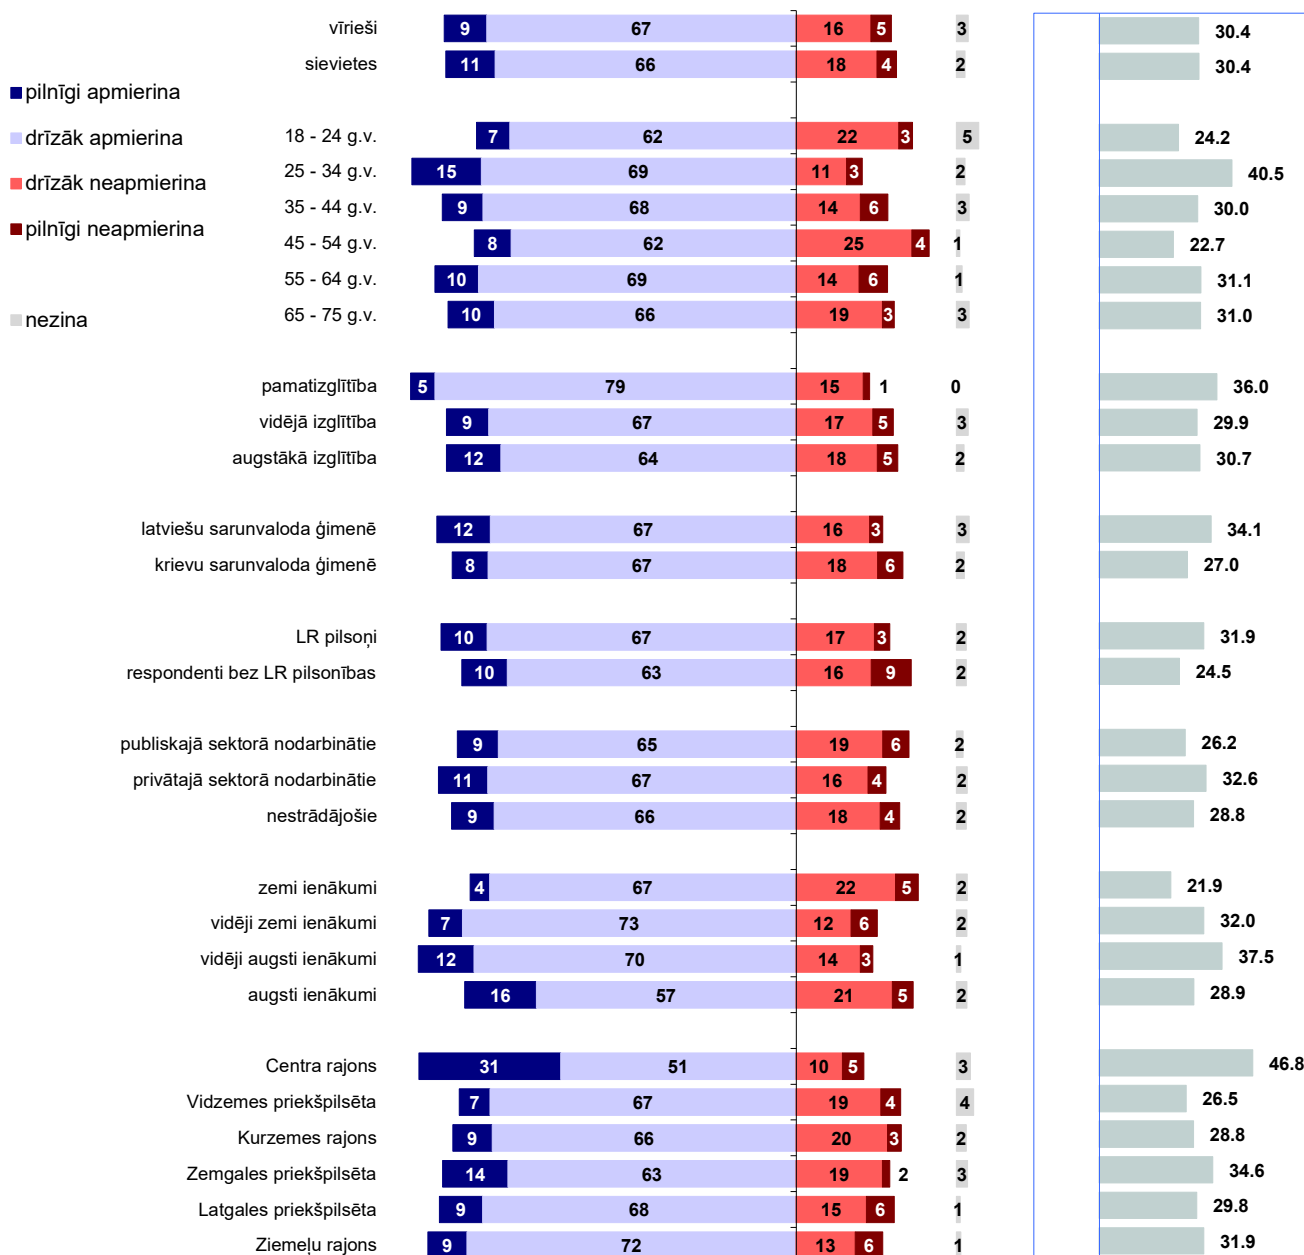 vīrieši 9 67 16 5 3 30.4
sievietes 11 66 18 4 2 30.4
pilnīgi apmierina
drīzāk apmierina
drīzāk neapmierina
pilnīgi neapmierina
nezina
18 - 24 g.v. 7 62 22 3 5 24.2
25 - 34 g.v. 15 69 11 3 2 40.5
35 - 44 g.v. 9 68 14 6 3 30.0
45 - 54 g.v. 8 62 25 4 1 22.7
55 - 64 g.v. 10 69 14 6 1 31.1
65 - 75 g.v. 10 66 19 3 3 31.0
pamatizglītība 5 79 15 1 0 36.0
vidējā izglītība 9 67 17 5 3 29.9
augstākā izglītība 12 64 18 5 2 30.7
latviešu sarunvaloda ģimenē 12 67 16 3 3 34.1
krievu sarunvaloda ģimenē 8 67 18 6 2 27.0
LR pilsoņi 10 67 17 3 2 31.9
respondenti bez LR pilsonības 10 63 16 9 2 24.5
publiskajā sektorā nodarbinātie 9 65 19 6 2 26.2
privātajā sektorā nodarbinātie 11 67 16 4 2 32.6
nestrādājošie 9 66 18 4 2 28.8
zemi ienākumi 4 67 22 5 2 21.9
vidēji zemi ienākumi 7 73 12 6 2 32.0
vidēji augsti ienākumi 12 70 14 3 1 37.5
augsti ienākumi 16 57 21 5 2 28.9
Centra rajons 31 51 10 5 3 46.8
Vidzemes priekšpilsēta 7 67 19 4 4 26.5
Kurzemes rajons 9 66 20 3 2 28.8
Zemgales priekšpilsēta 14 63 19 2 3 34.6
Latgales priekšpilsēta 9 68 15 6 1 29.8
Ziemeļu rajons 9 72 13 6 1 31.9